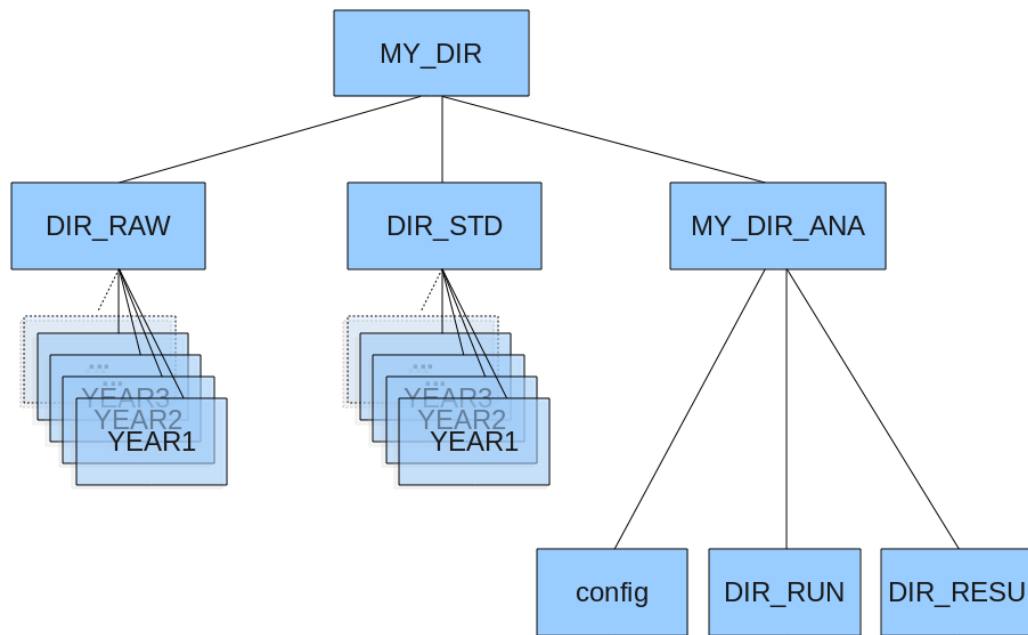 MY_DIR
DIR_RAW
DIR_STD
MY_DIR_ANA
...
...
YEAR3
YEAR2
YEAR1
...
...
YEAR3
YEAR2
YEAR1
config
DIR_RUN
DIR_RESU